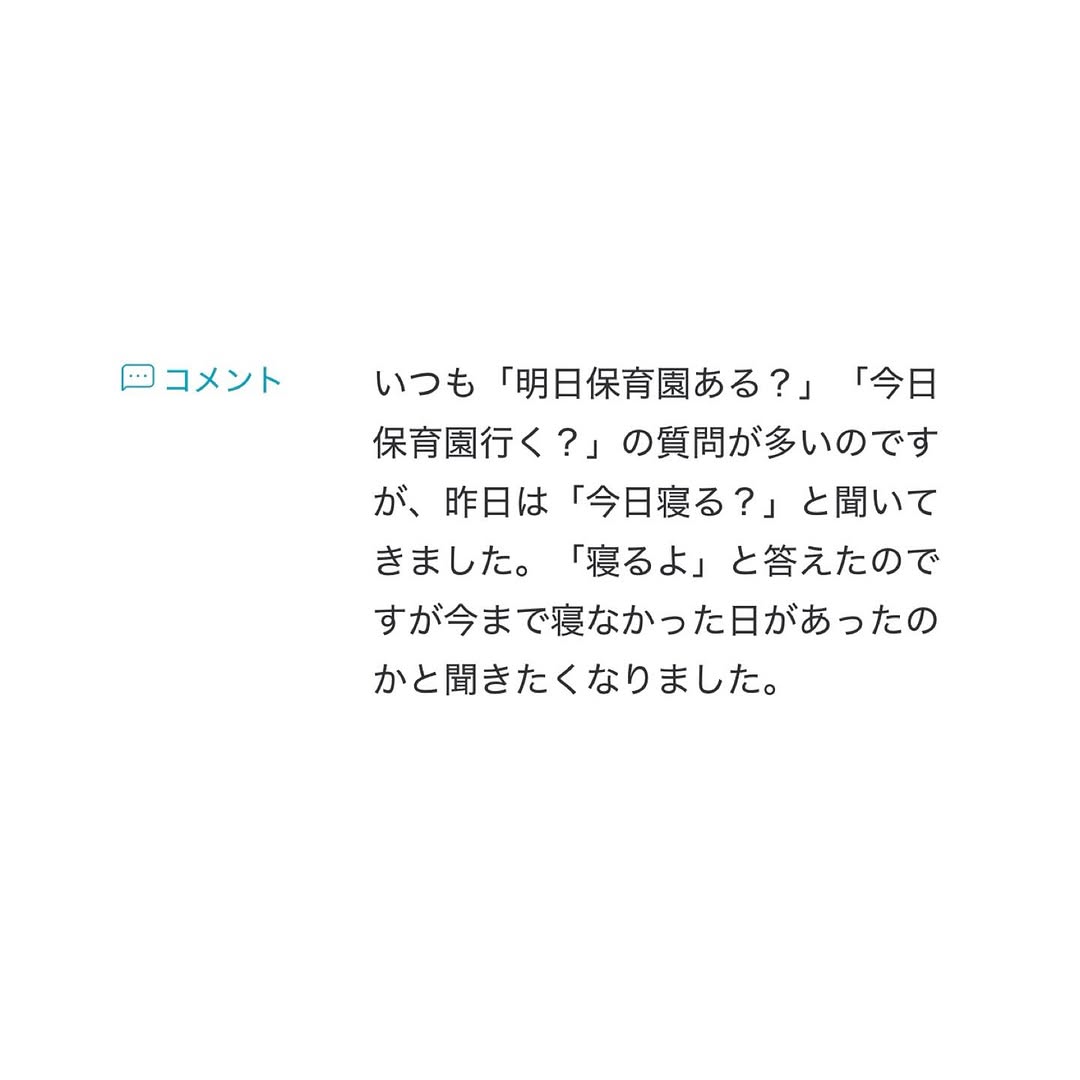 コメント
いつも「明日保育園ある？」「今日
保育園行く？」の質問が多いのです
が、昨日は「今日寝る？」と聞いて
きました。「寝るよ」と答えたので
すが今まで寝なかった日があったの
かと聞きたくなりました。